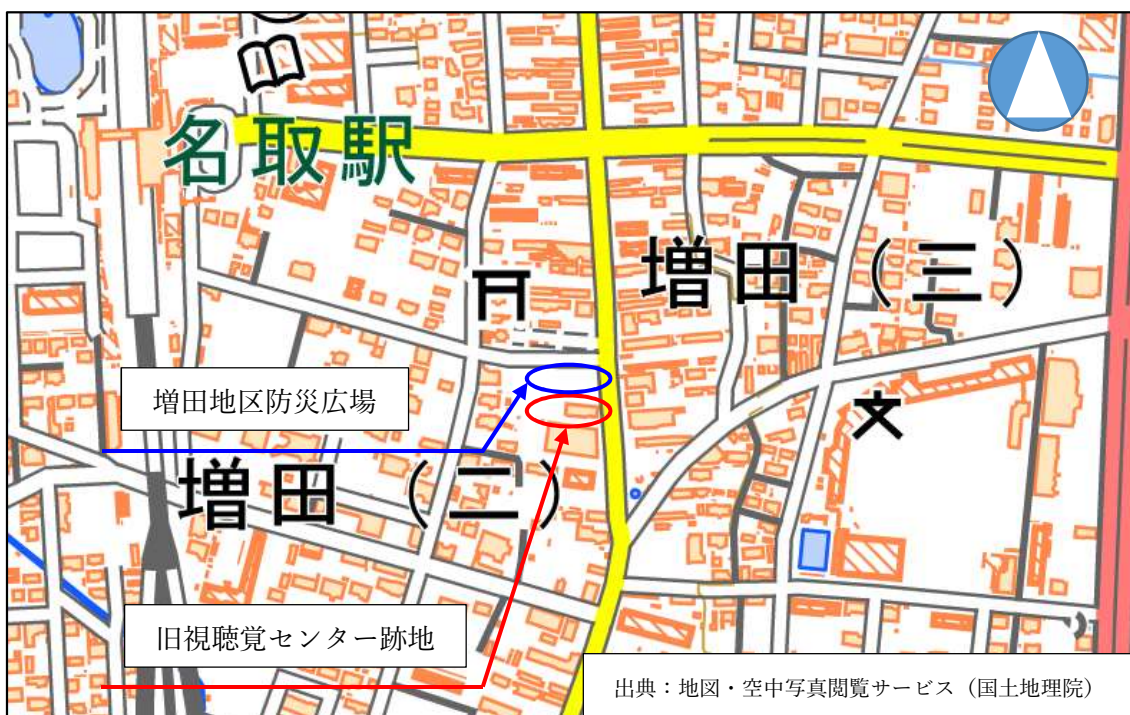 名取駅
増田（三）
増田地区防災広場
増田（二）
旧視聴覚センター跡地
出典：地図・空中写真閲覧サービス（国土地理院）